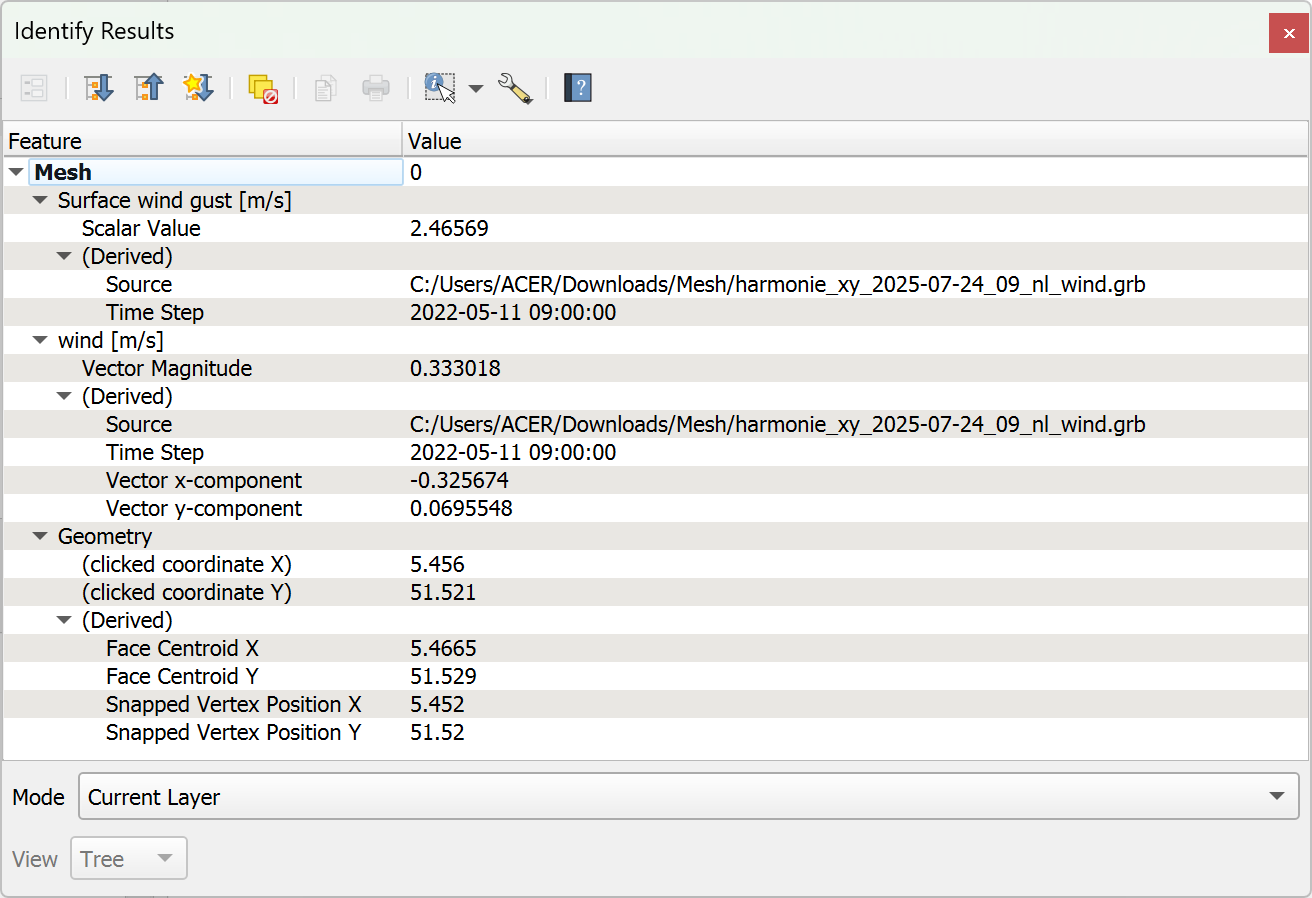 Identify Results
Feature Value
Mesh 0
Surface wind gust [m/s]
Scalar Value 2.46569
(Derived)
Source C:/Users/ACER/Downloads/Mesh/harmonie_xy_2025-07-24_09_nl_wind.grb
Time Step 2022-05-11 09:00:00
wind [m/s]
Vector Magnitude 0.333018
(Derived)
Source C:/Users/ACER/Downloads/Mesh/harmonie_xy_2025-07-24_09_nl_wind.grb
Time Step 2022-05-11 09:00:00
Vector x-component -0.325674
Vector y-component 0.0695548
Geometry
(clicked coordinate X) 5.456
(clicked coordinate Y) 51.521
(Derived)
Face Centroid X 5.4665
Face Centroid Y 51.529
Snapped Vertex Position X 5.452
Snapped Vertex Position Y 51.52
Mode Current Layer
View Tree